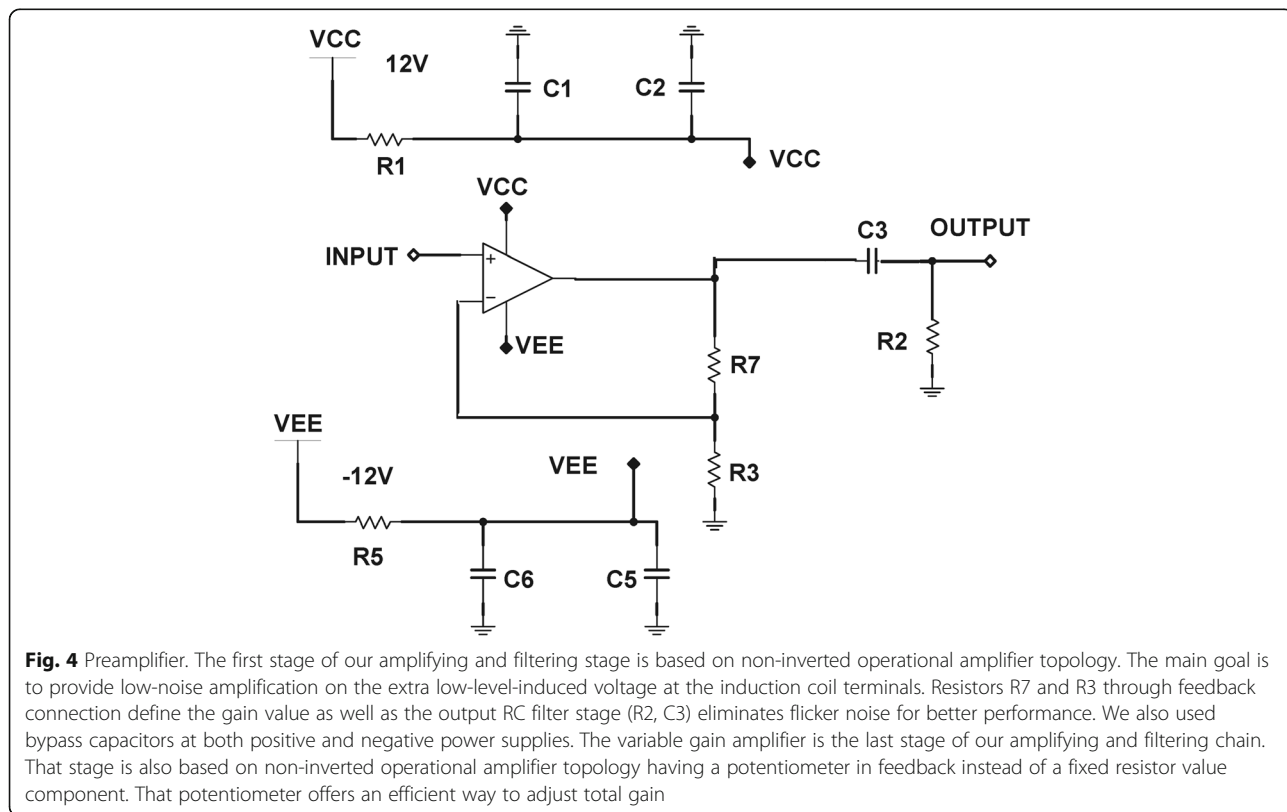 VCC
12V
C1
C2
R1
VCC
VCC
INPUT
+
−
VEE
C3
OUTPUT
R2
R7
VEE
-12V
VEE
R3
R5
C6
C5
Fig. 4 Preamplifier. The first stage of our amplifying and filtering stage is based on non-inverted operational amplifier topology. The main goal is
to provide low-noise amplification on the extra low-level-induced voltage at the induction coil terminals. Resistors R7 and R3 through feedback
connection define the gain value as well as the output RC filter stage (R2, C3) eliminates flicker noise for better performance. We also used
bypass capacitors at both positive and negative power supplies. The variable gain amplifier is the last stage of our amplifying and filtering chain.
That stage is also based on non-inverted operational amplifier topology having a potentiometer in feedback instead of a fixed resistor value
component. That potentiometer offers an efficient way to adjust total gain